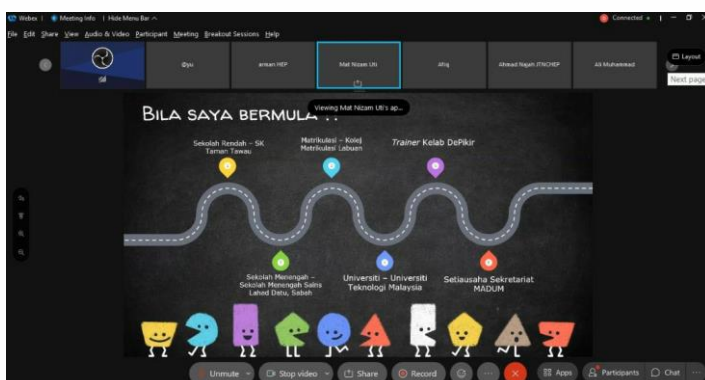 Webex | Meeting Info | Hide Menu Bar
Connected
File Edit Share View Audio & Video Participant Meeting Breakout Sessions Help
@yu
Mat Nizam Uti
Afiq
Ahmad Najah JTNCHEP
Ali Muhammad
Layout
Next page
Viewing Mat Nizam Uti's ap...
BILA SAYA BERMULA
Sekolah Rendah – SK
Taman
Tawau
Matrikulasi – Kolej
Matrikulasi Labuan
Trainer Kelab DePikir
Sekolah Menengah –
Sekolah Menengah Sains
Lahad Datu, Sabah
Universiti – Universiti
Teknologi Malaysia
Setiausaha Sekretariat
MADUM
Unmute Stop video Share Record Apps Participants Chat